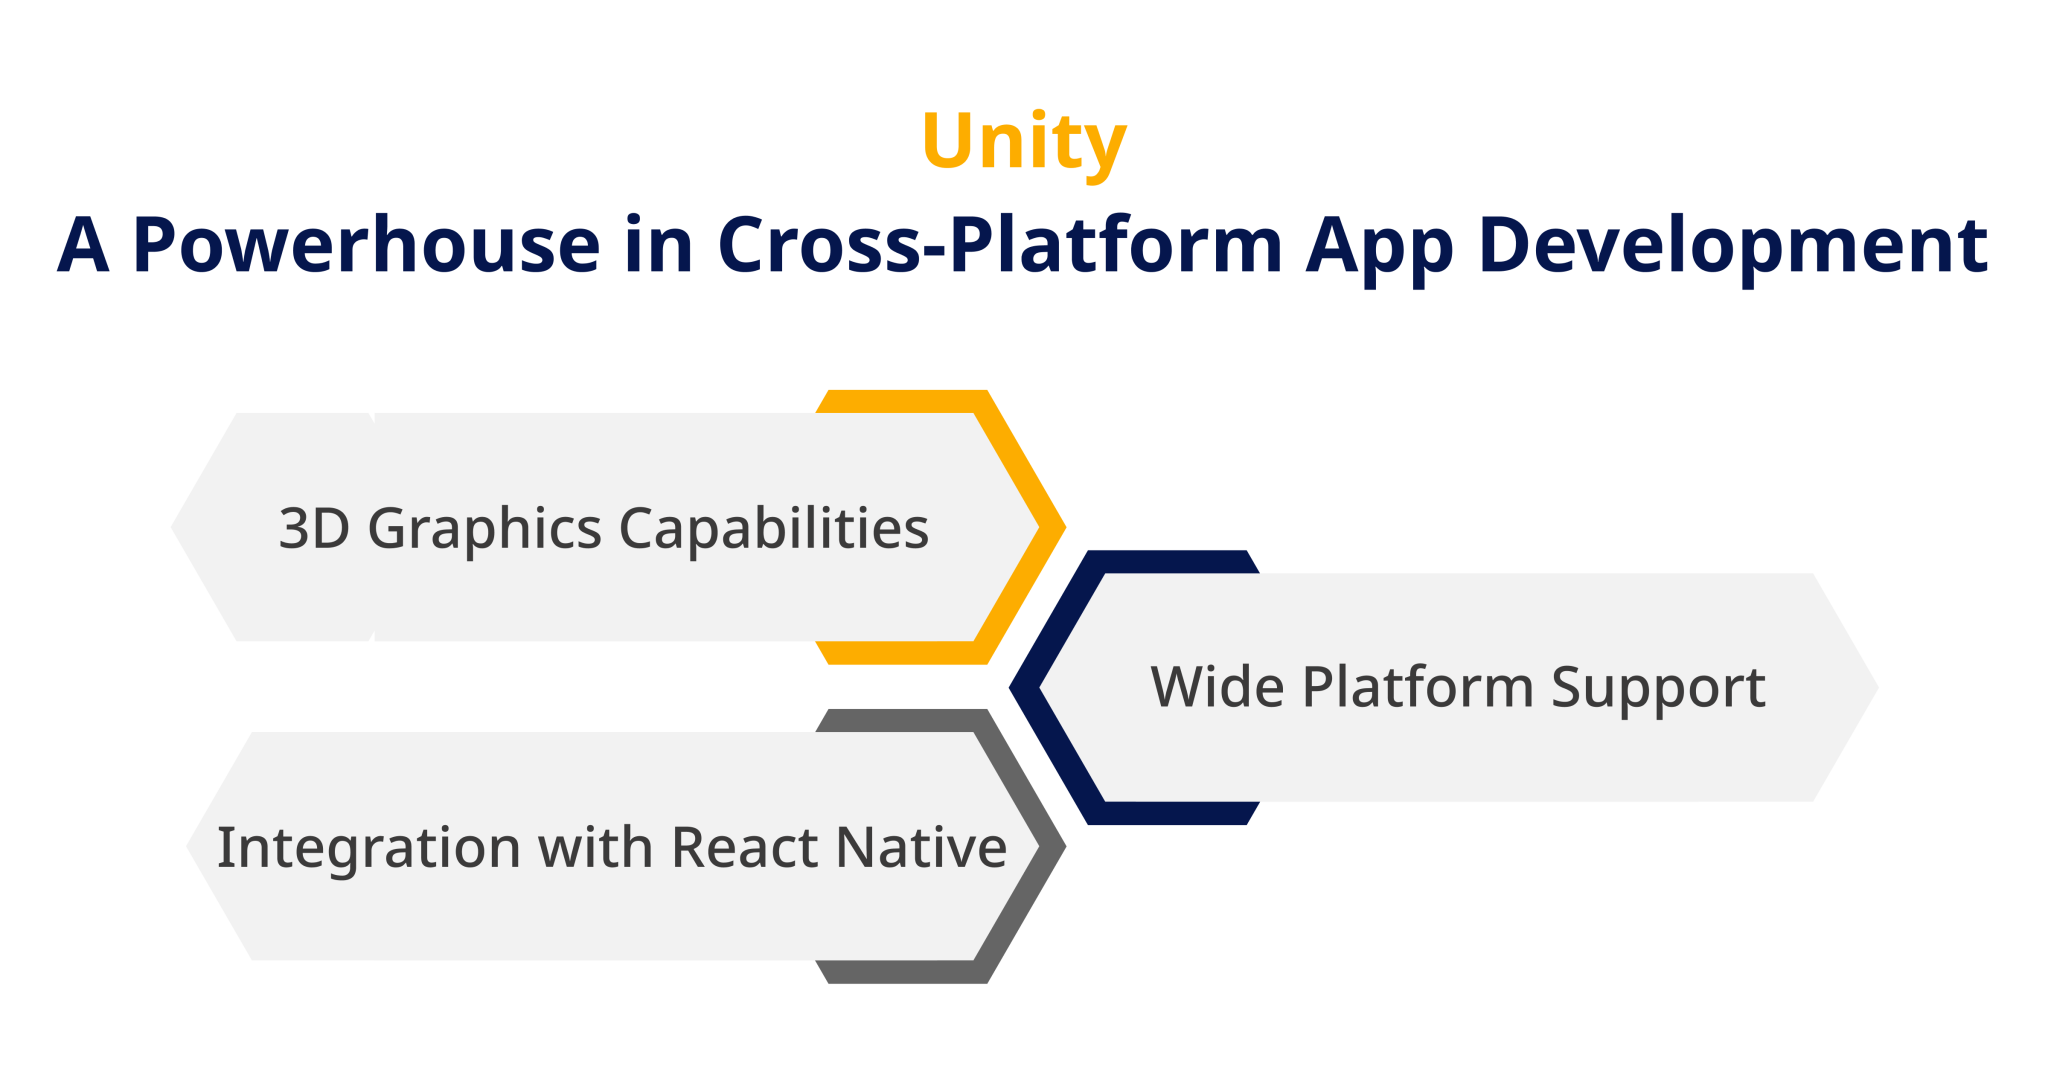 Unity
A Powerhouse in Cross-Platform App Development
3D Graphics Capabilities
Wide Platform Support
Integration with React Native